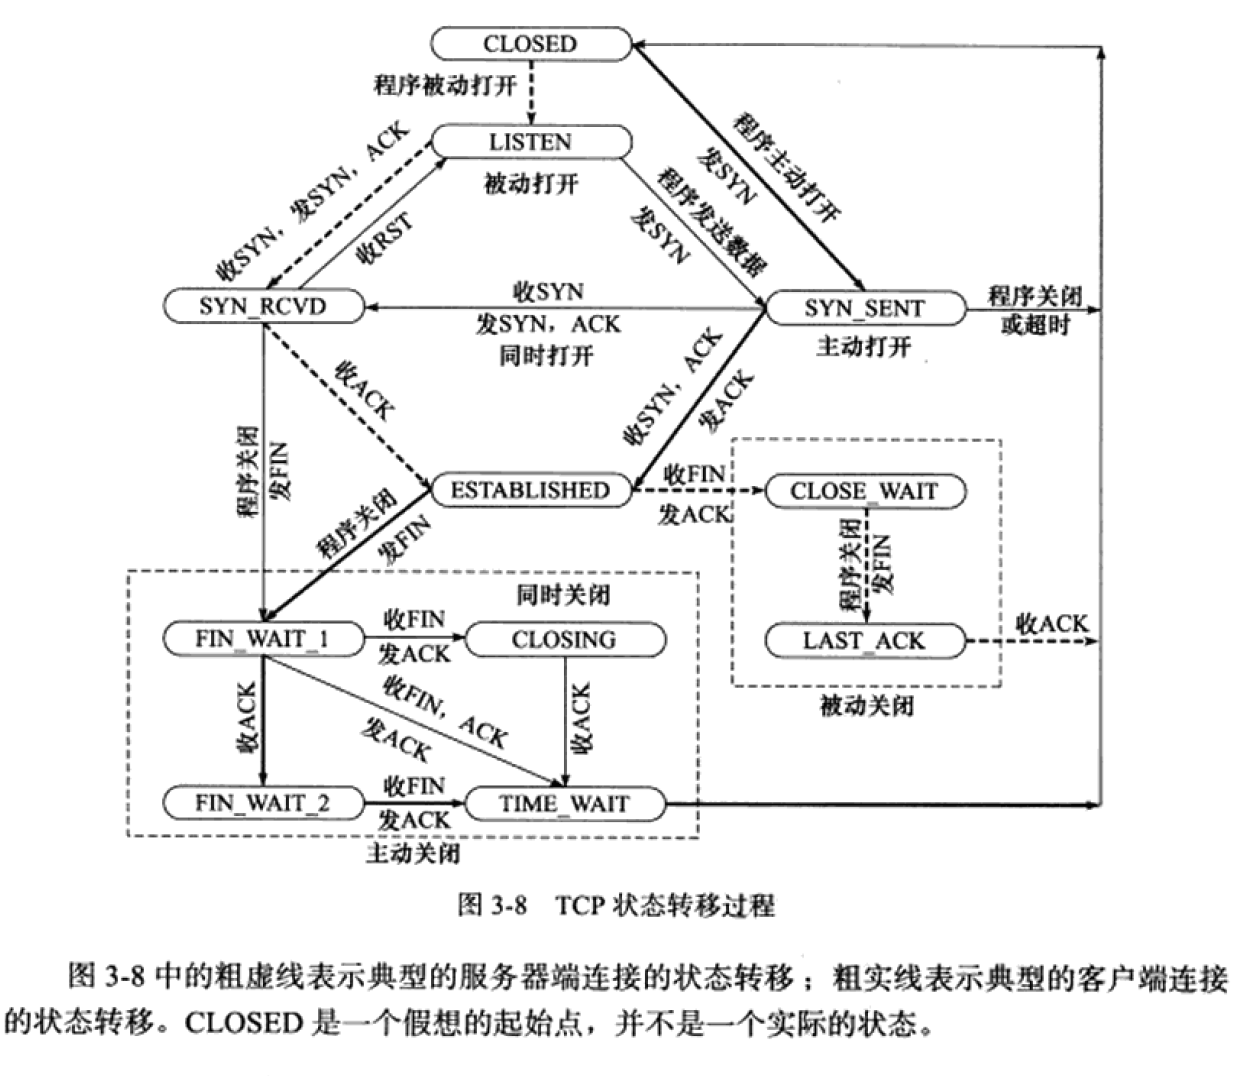 CLOSED
程序被动打开
LISTEN
被动打开
收SYN，发SYN，ACK
收RST
程序发送数据
发SYN
程序主动打开
发SYN
SYN_RCVD
收SYN
发SYN，ACK
同时打开
SYN_SENT
主动打开
程序关闭
或超时
收ACK
收SYN，ACK
发ACK
程序关闭
发FIN
ESTABLISHED
收FIN
发ACK
CLOSE_WAIT
程序关闭
发FIN
程序关闭
发FIN
LAST_ACK
收ACK
被动关闭
同时关闭
FIN_WAIT_1
收FIN
发ACK
CLOSING
收ACK
收FIN，ACK
发ACK
收ACK
FIN_WAIT_2
收FIN
发ACK
TIME_WAIT
主动关闭
图 3-8 TCP 状态转移过程
图 3-8 中的粗虚线表示典型的服务器端连接的状态转移；粗实线表示典型的客户端连接
的状态转移。CLOSED 是一个假想的起始点，并不是一个实际的状态。